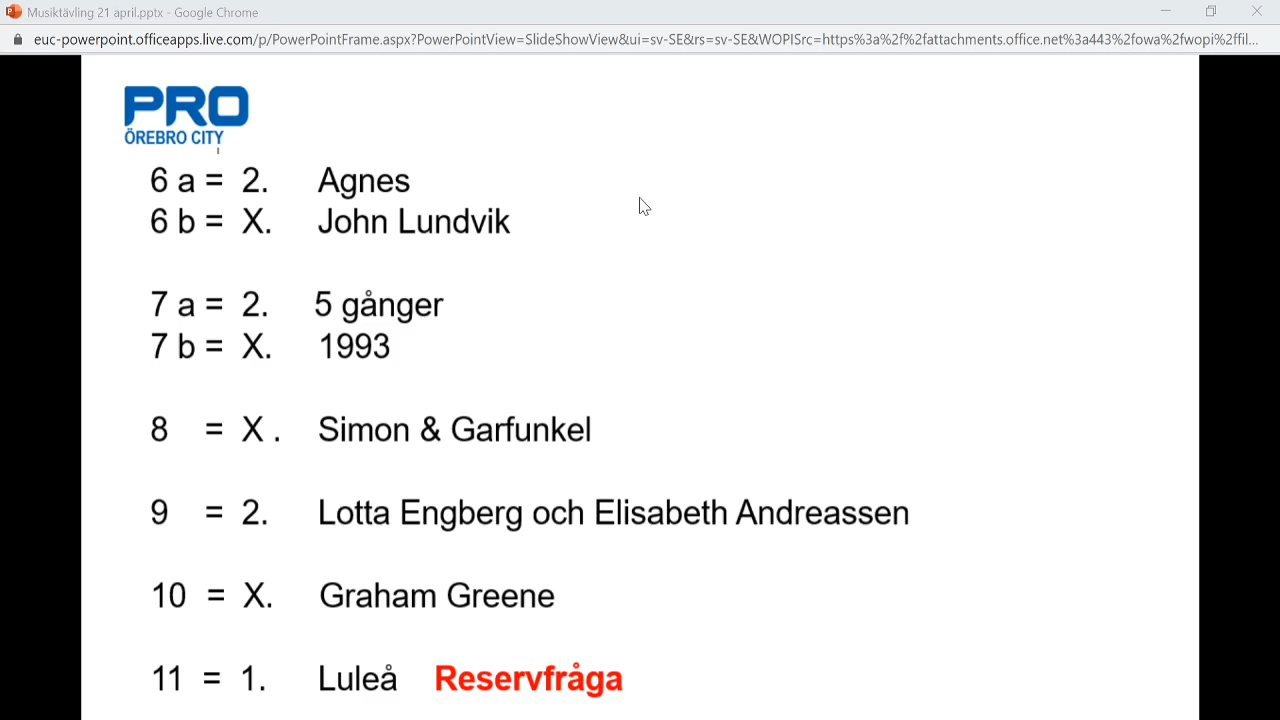 Musiktävling 21 april.pptx - Google Chrome
euc-powerpoint.officeapps.live.com/p/PowerPointFrame.aspx?PowerPointView=SlideShowView&ui=sv-SE&rs=sv-SE&WOPISrc=https%3a%2f%2fattachments.office.net%3a443%2fowa%2fwopi%2ffil...
PRO
ÖREBRO CITY
6 a = 2. Agnes
6 b = X. John Lundvik
7 a = 2. 5 gånger
7 b = X. 1993
8 = X . Simon & Garfunkel
9 = 2. Lotta Engberg och Elisabeth Andreassen
10 = X. Graham Greene
11 = 1. Luleå Reservfråga